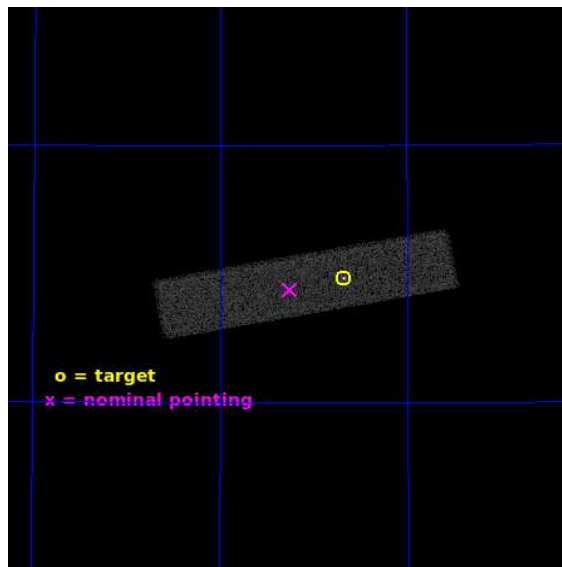 o = target
x = nominal pointing